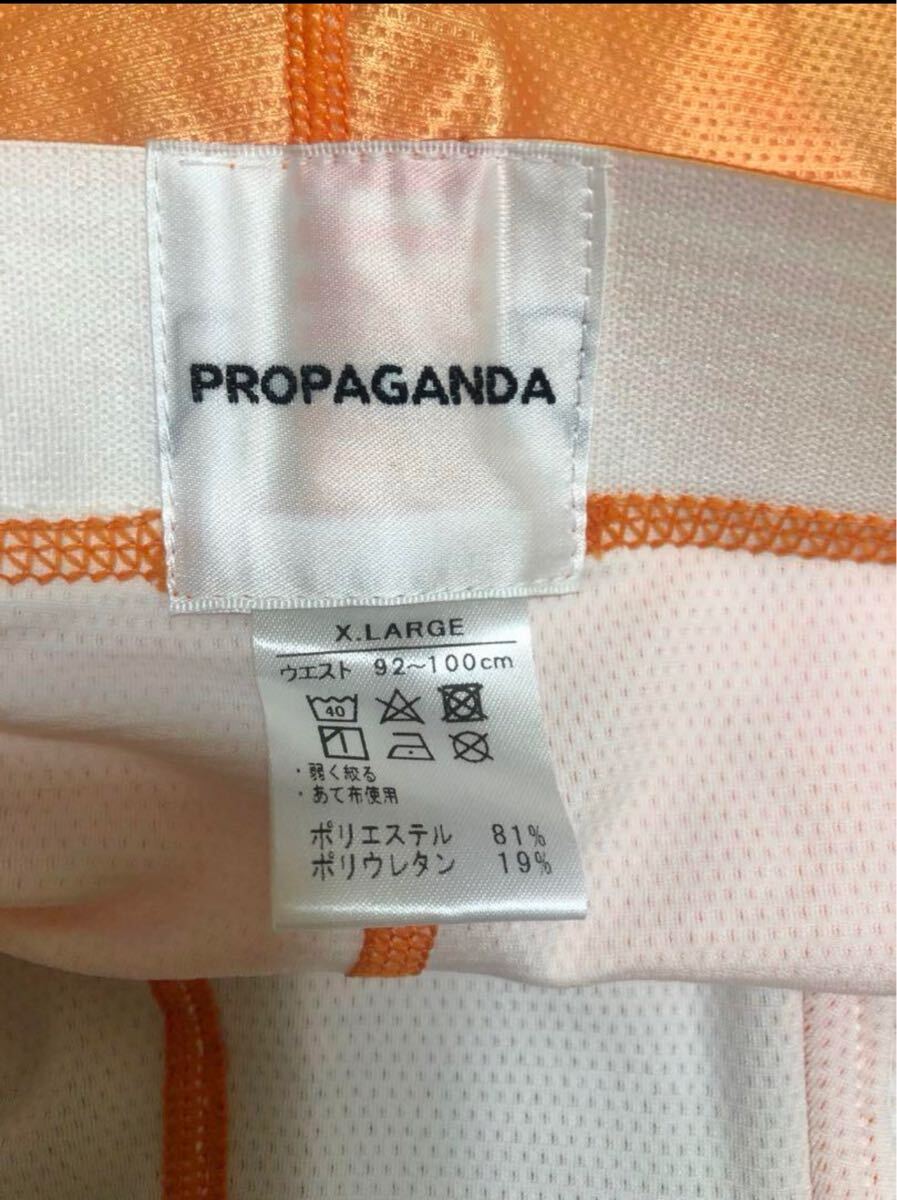 PROPAGANDA
X.LARGE
ウエスト 92~100cm
40
・弱く絞る
・あて布使用
ポリエステル 81%
ポリウレタン 19%